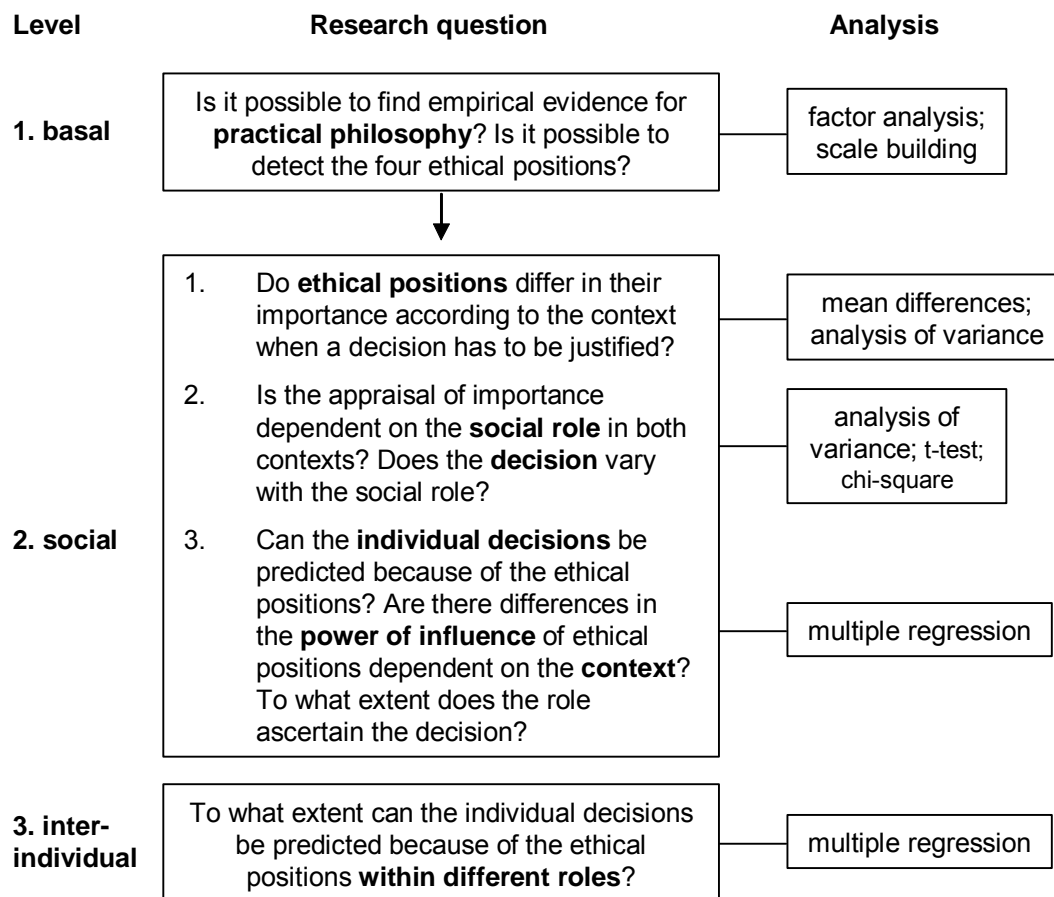 Level Research question Analysis
1. basal
Is it possible to find empirical evidence for
practical philosophy? Is it possible to
detect the four ethical positions?
factor analysis;
scale building
2. social
1. Do ethical positions differ in their
importance according to the context
when a decision has to be justified?
mean differences;
analysis of variance
2. Is the appraisal of importance
dependent on the social role in both
contexts? Does the decision vary
with the social role?
analysis of
variance; t-test;
chi-square
3. Can the individual decisions be
predicted because of the ethical
positions? Are there differences in
the power of influence of ethical
positions dependent on the context?
To what extent does the role
ascertain the decision?
multiple regression
3. inter-
individual
To what extent can the individual decisions
be predicted because of the ethical
positions within different roles?
multiple regression